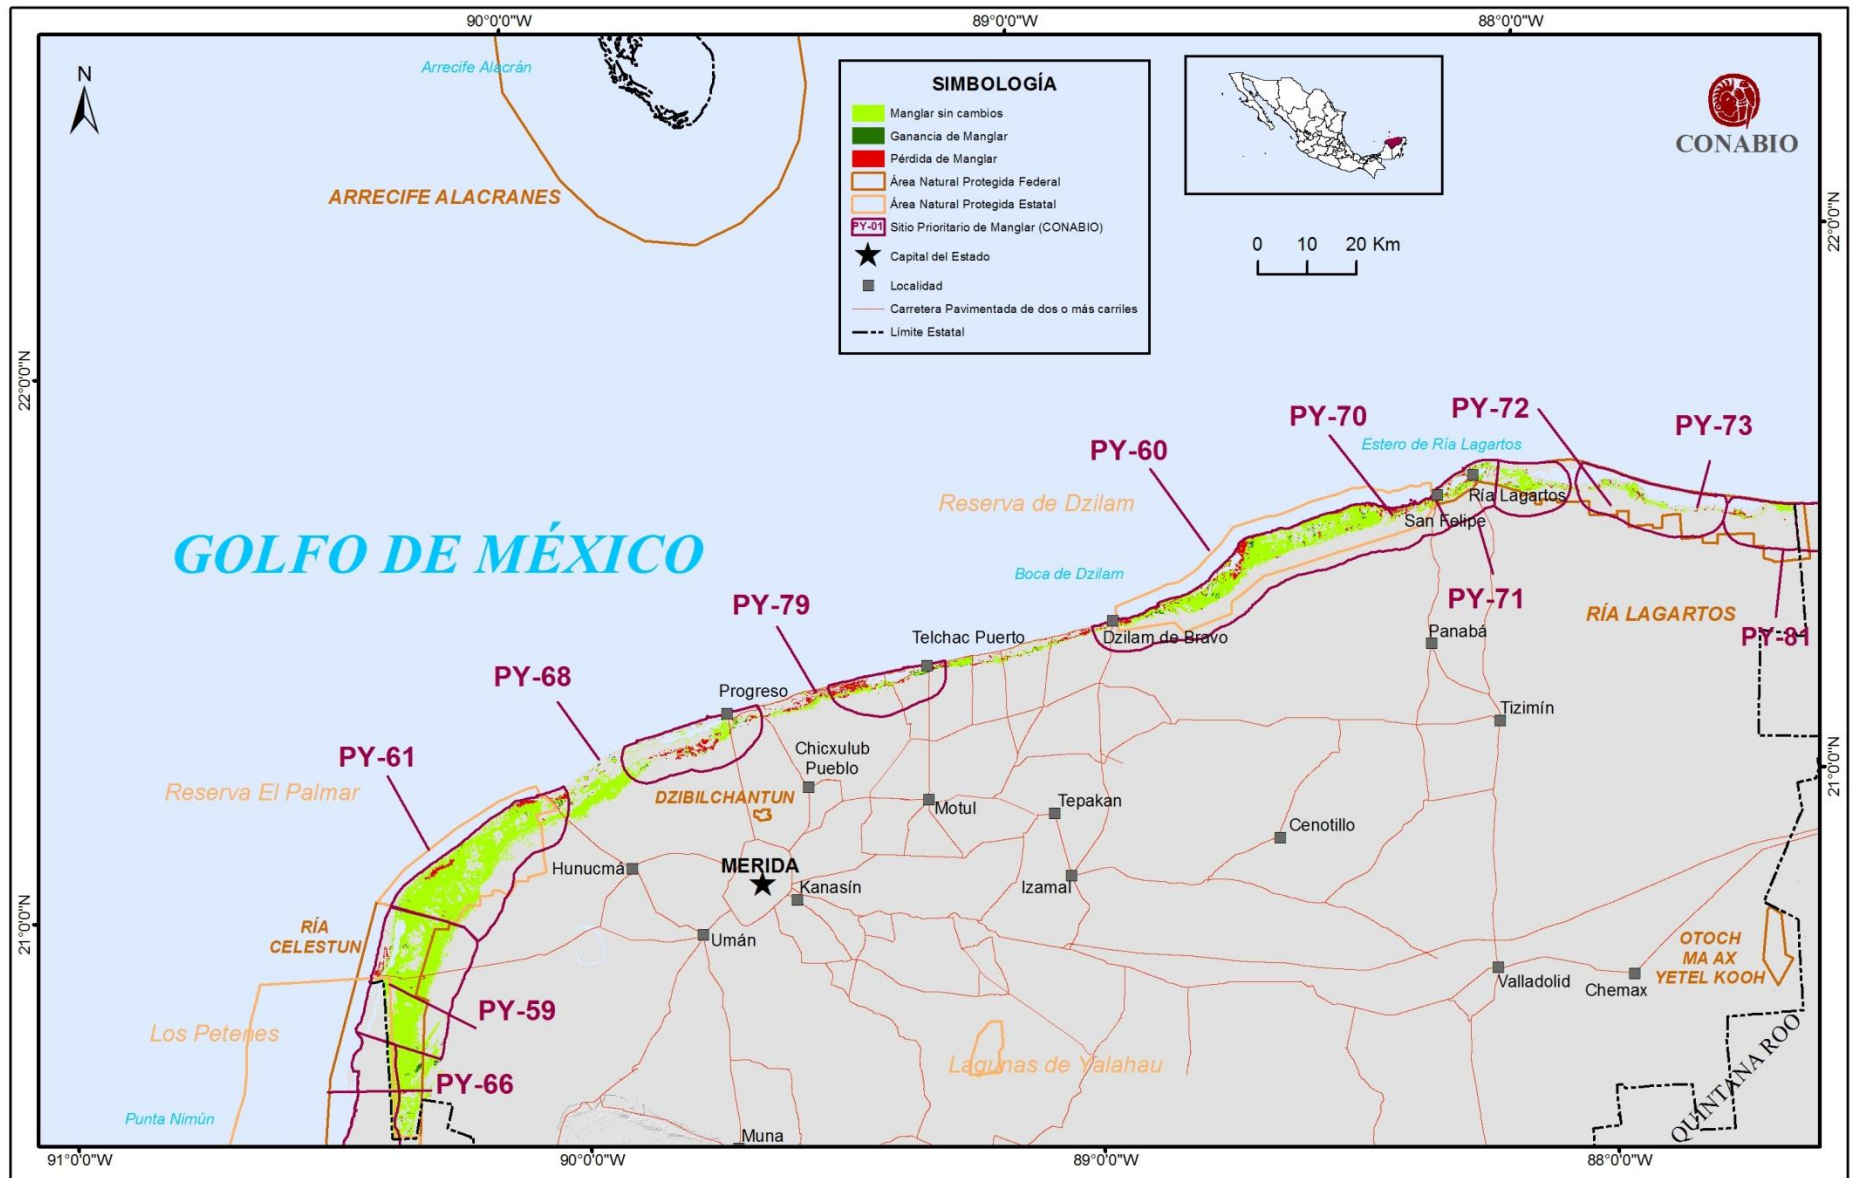 90°0'0"W
89°0'0"W
88°0'0"W
N
Arrecife Alacrán
ARRECIFE ALACRANES
SIMBOLOGÍA
Manglar sin cambios
Ganancia de Manglar
Pérdida de Manglar
Área Natural Protegida Federal
Área Natural Protegida Estatal
PY-01 Sitio Prioritario de Manglar (CONABIO)
Capital del Estado
Localidad
Carretera Pavimentada de dos o más carriles
Límite Estatal
CONABIO
0 10 20 Km
22°0'0"N
22°0'0"N
PY-60
PY-70
PY-72
PY-73
Estero de Ría Lagartos
Reserva de Dzilam
Ría Lagartos
San Felipe
GOLFO DE MÉXICO
Boca de Dzilam
PY-79
PY-71
RÍA LAGARTOS
PY-81
Telchac Puerto
Dzilam de Bravo
Panabá
PY-68
Progreso
Tizimín
PY-61
Chicxulub
Pueblo
Reserva El Palmar
DZIBILCHANTUN
Motul
Tepakan
Cenotillo
21°0'0"N
21°0'0"N
Hunucmá
MERIDA
Kanasín
Izamal
RÍA
CELESTUN
Umán
OTOCH
MA AX
YETEL KOOH
Valladolid
Chemax
PY-59
Los Petenes
Lagunas de Yalahau
PY-66
Punta Nimún
Muna
QUINTANA ROO
91°0'0"W
90°0'0"W
89°0'0"W
88°0'0"W